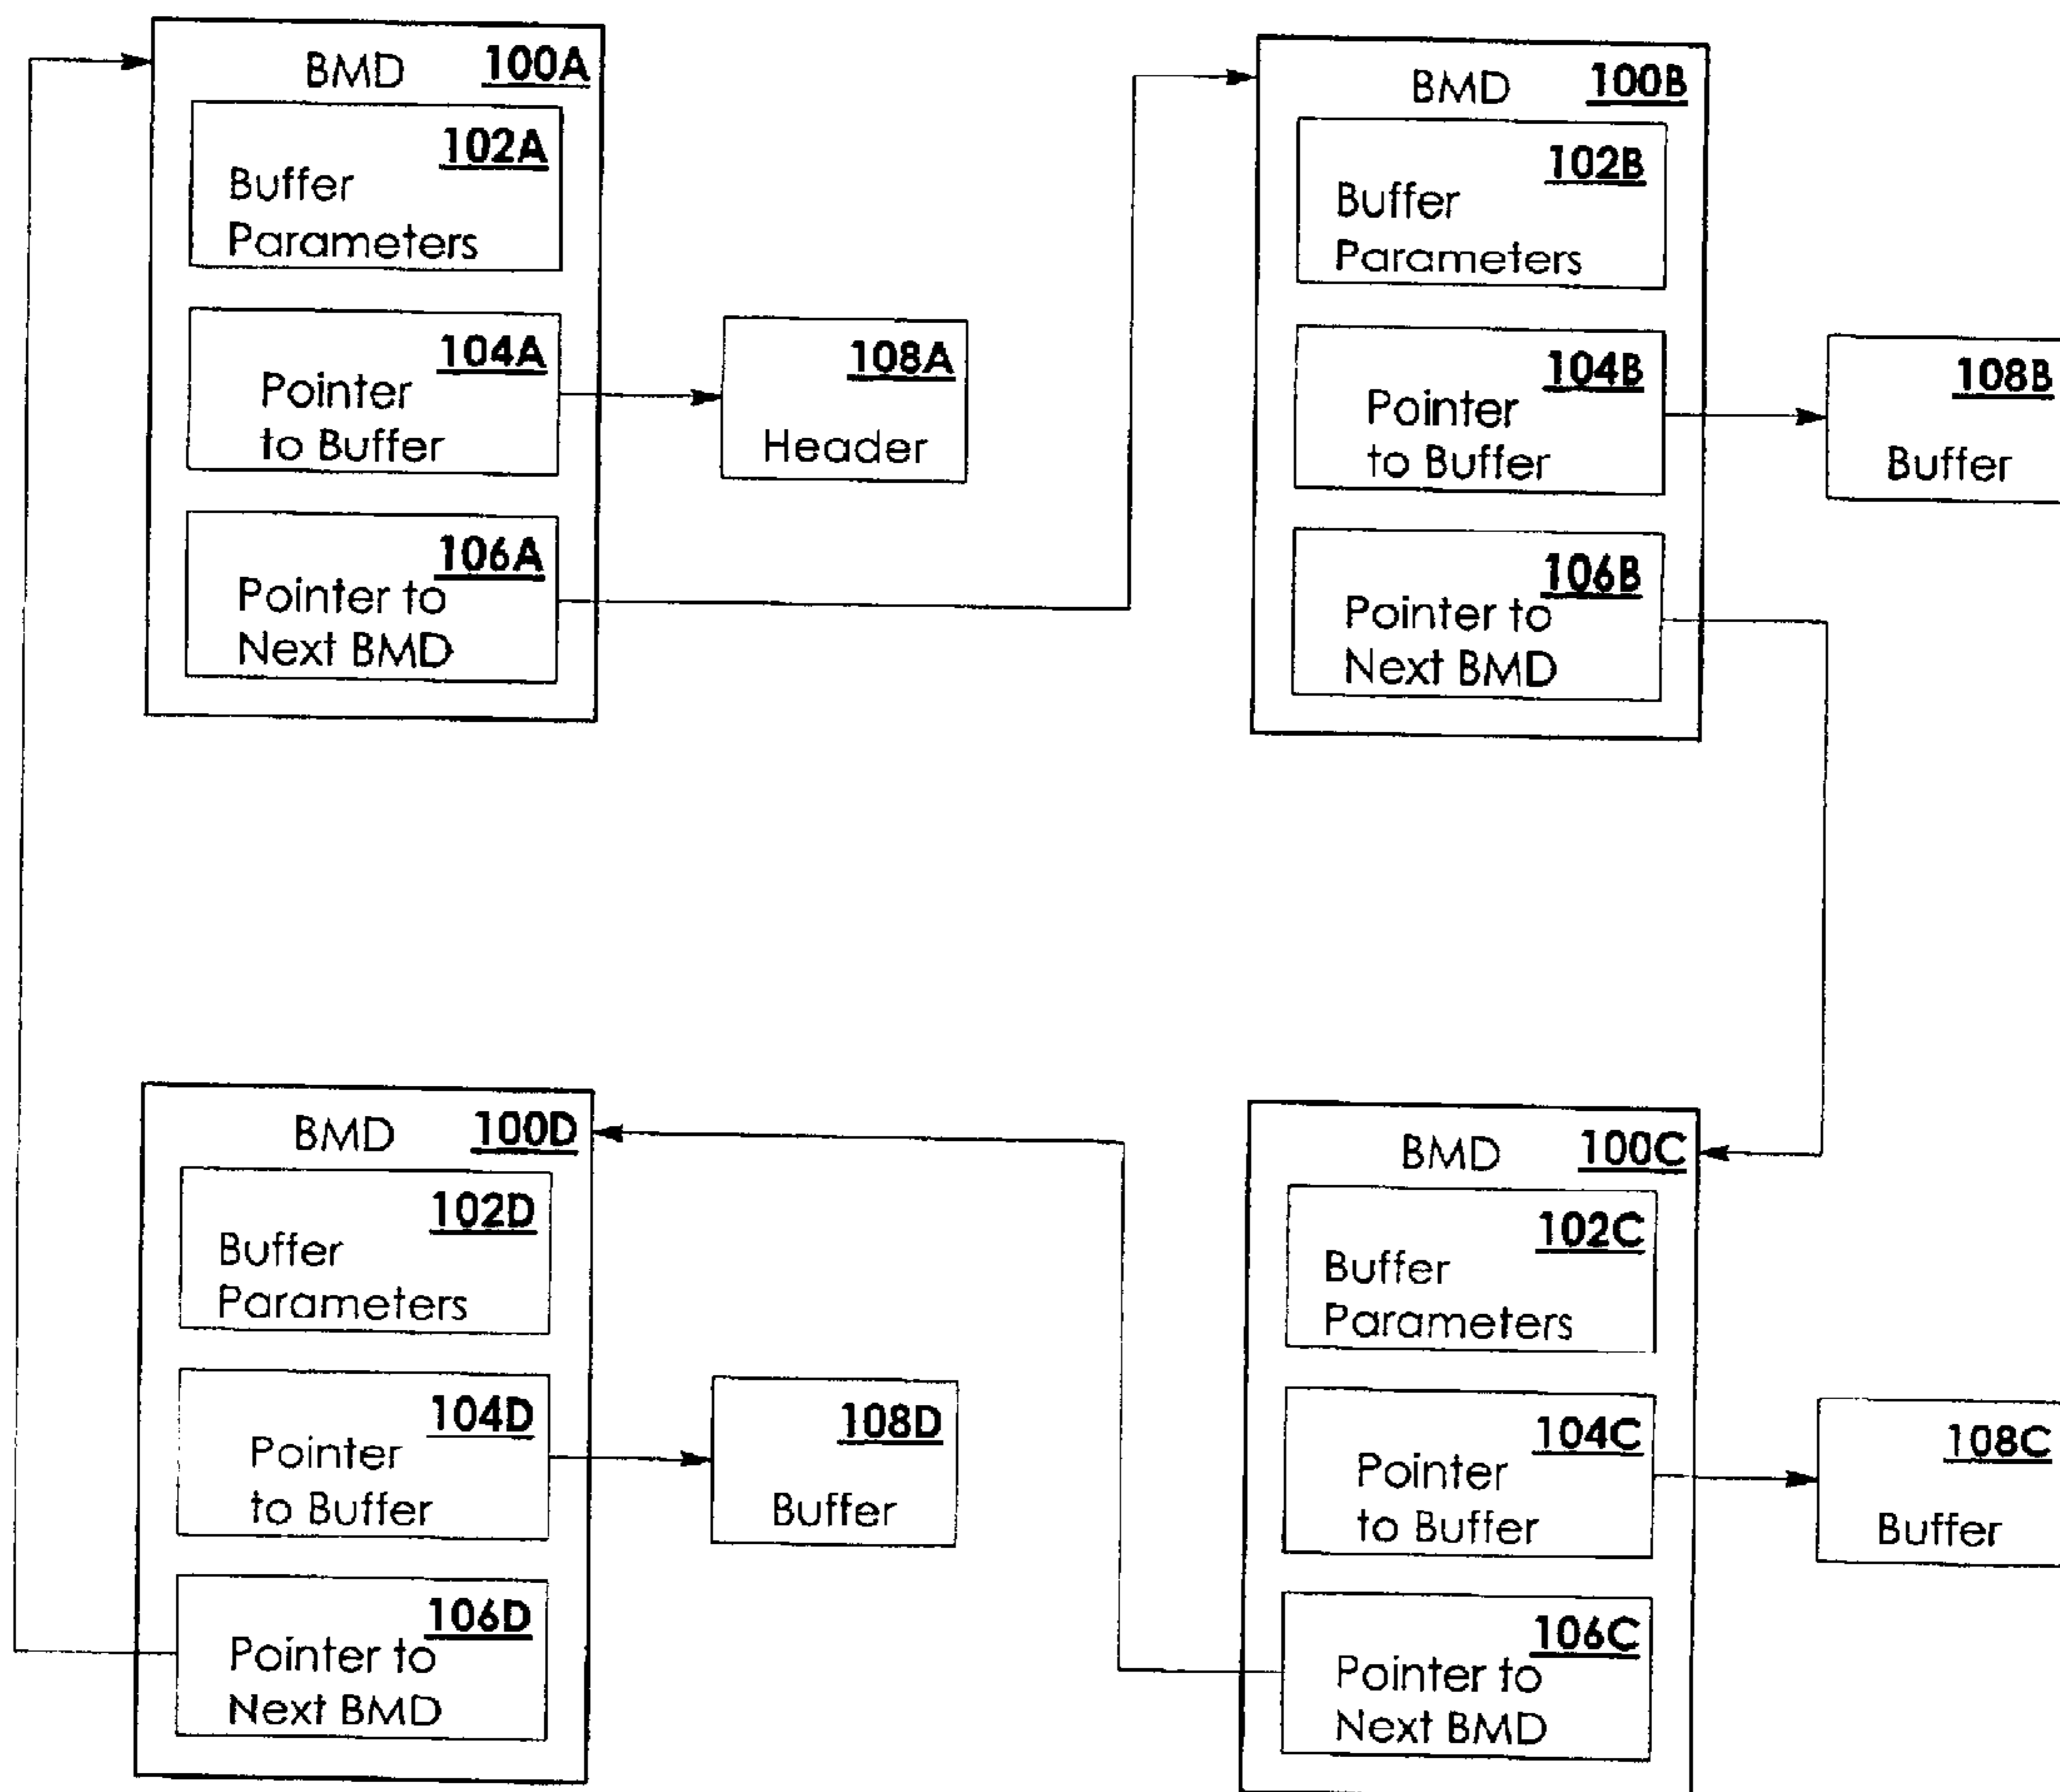 BMD 100A
102A
Buffer
Parameters
104A
Pointer
to Buffer
106A
Pointer to
Next BMD
108A
Header
BMD 100B
102B
Buffer
Parameters
104B
Pointer
to Buffer
106B
Pointer to
Next BMD
108B
Buffer
BMD 100D
102D
Buffer
Parameters
104D
Pointer
to Buffer
106D
Pointer to
Next BMD
108D
Buffer
BMD 100C
102C
Buffer
Parameters
104C
Pointer
to Buffer
106C
Pointer to
Next BMD
108C
Buffer